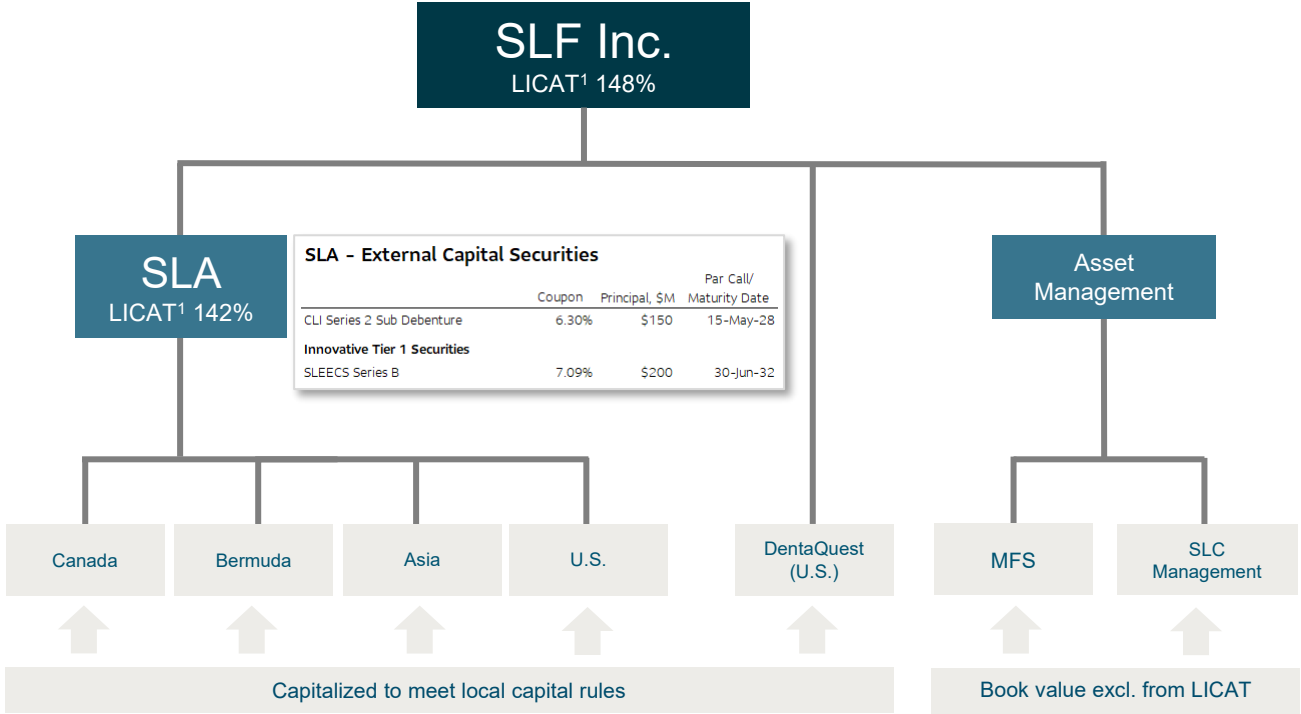 SLF Inc.
LICAT¹ 148%
SLA
LICAT¹ 142%
SLA – External Capital Securities
Par Call/
Coupon Principal, $M Maturity Date
CLI Series 2 Sub Debenture 6.30% $150 15-May-28
Innovative Tier 1 Securities
SLEECS Series B 7.09% $200 30-Jun-32
Asset
Management
Canada
Bermuda
Asia
U.S.
DentaQuest
(U.S.)
MFS
SLC
Management
Capitalized to meet local capital rules
Book value excl. from LICAT